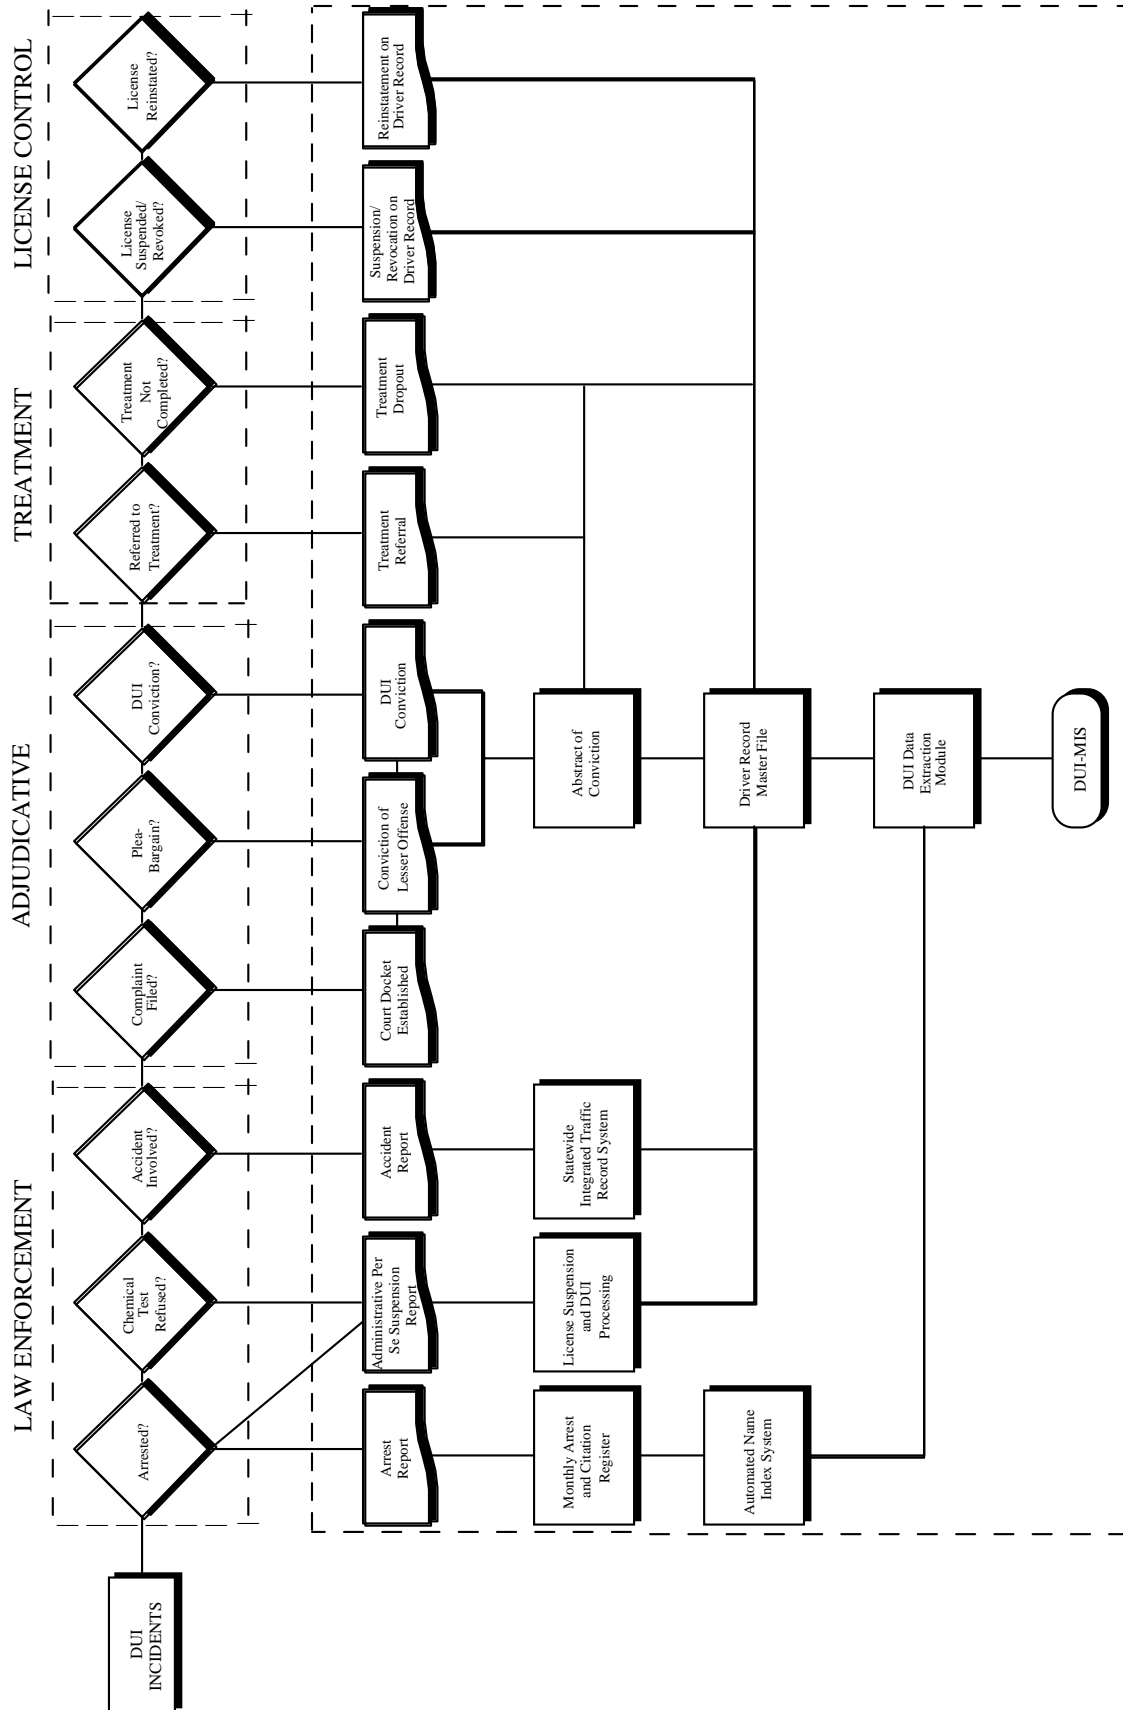 LAW ENFORCEMENT
ADJUDICATIVE
TREATMENT
LICENSE CONTROL
DUI
INCIDENTS
Arrested?
Chemical
Test
Refused?
Accident
Involved?
Complaint
Filed?
Plea-
Bargain?
DUI
Conviction?
Referred to
Treatment?
Treatment
Not
Completed?
License
Suspended/
Revoked?
License
Reinstated?
Arrest
Report
Administrative Per
Se Suspension
Report
Accident
Report
Court Docket
Established
Conviction of
Lesser Offense
DUI
Conviction
Treatment
Referral
Treatment
Dropout
Suspension/
Revocation on
Driver Record
Reinstatement on
Driver Record
Monthly Arrest
and Citation
Register
License Suspension
and DUI
Processing
Statewide
Integrated Traffic
Record System
Abstract of
Conviction
Automated Name
Index System
Driver Record
Master File
DUI Data
Extraction
Module
DUI-MIS